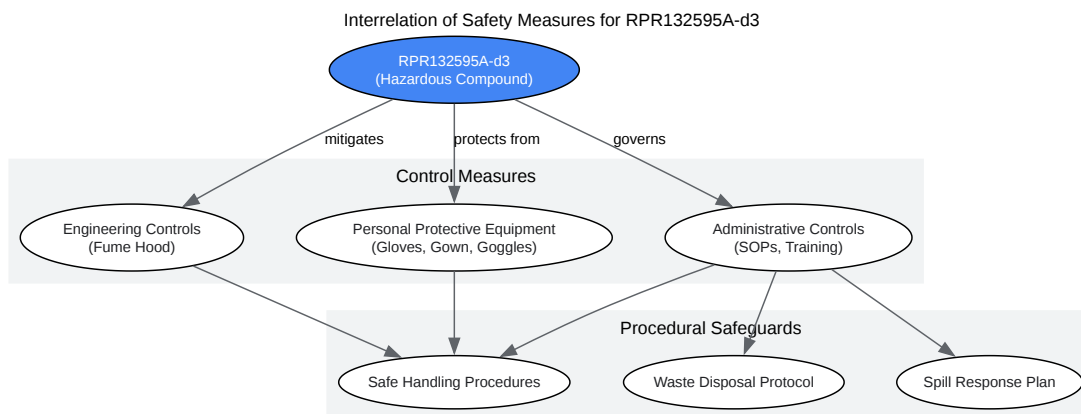 Interrelation of Safety Measures for RPR132595A-d3
RPR132595A-d3
(Hazardous Compound)
mitigates
protects from
governs
Control Measures
Engineering Controls
(Fume Hood)
Personal Protective Equipment
(Gloves, Gown, Goggles)
Administrative Controls
(SOPs, Training)
Procedural Safeguards
Safe Handling Procedures
Waste Disposal Protocol
Spill Response Plan